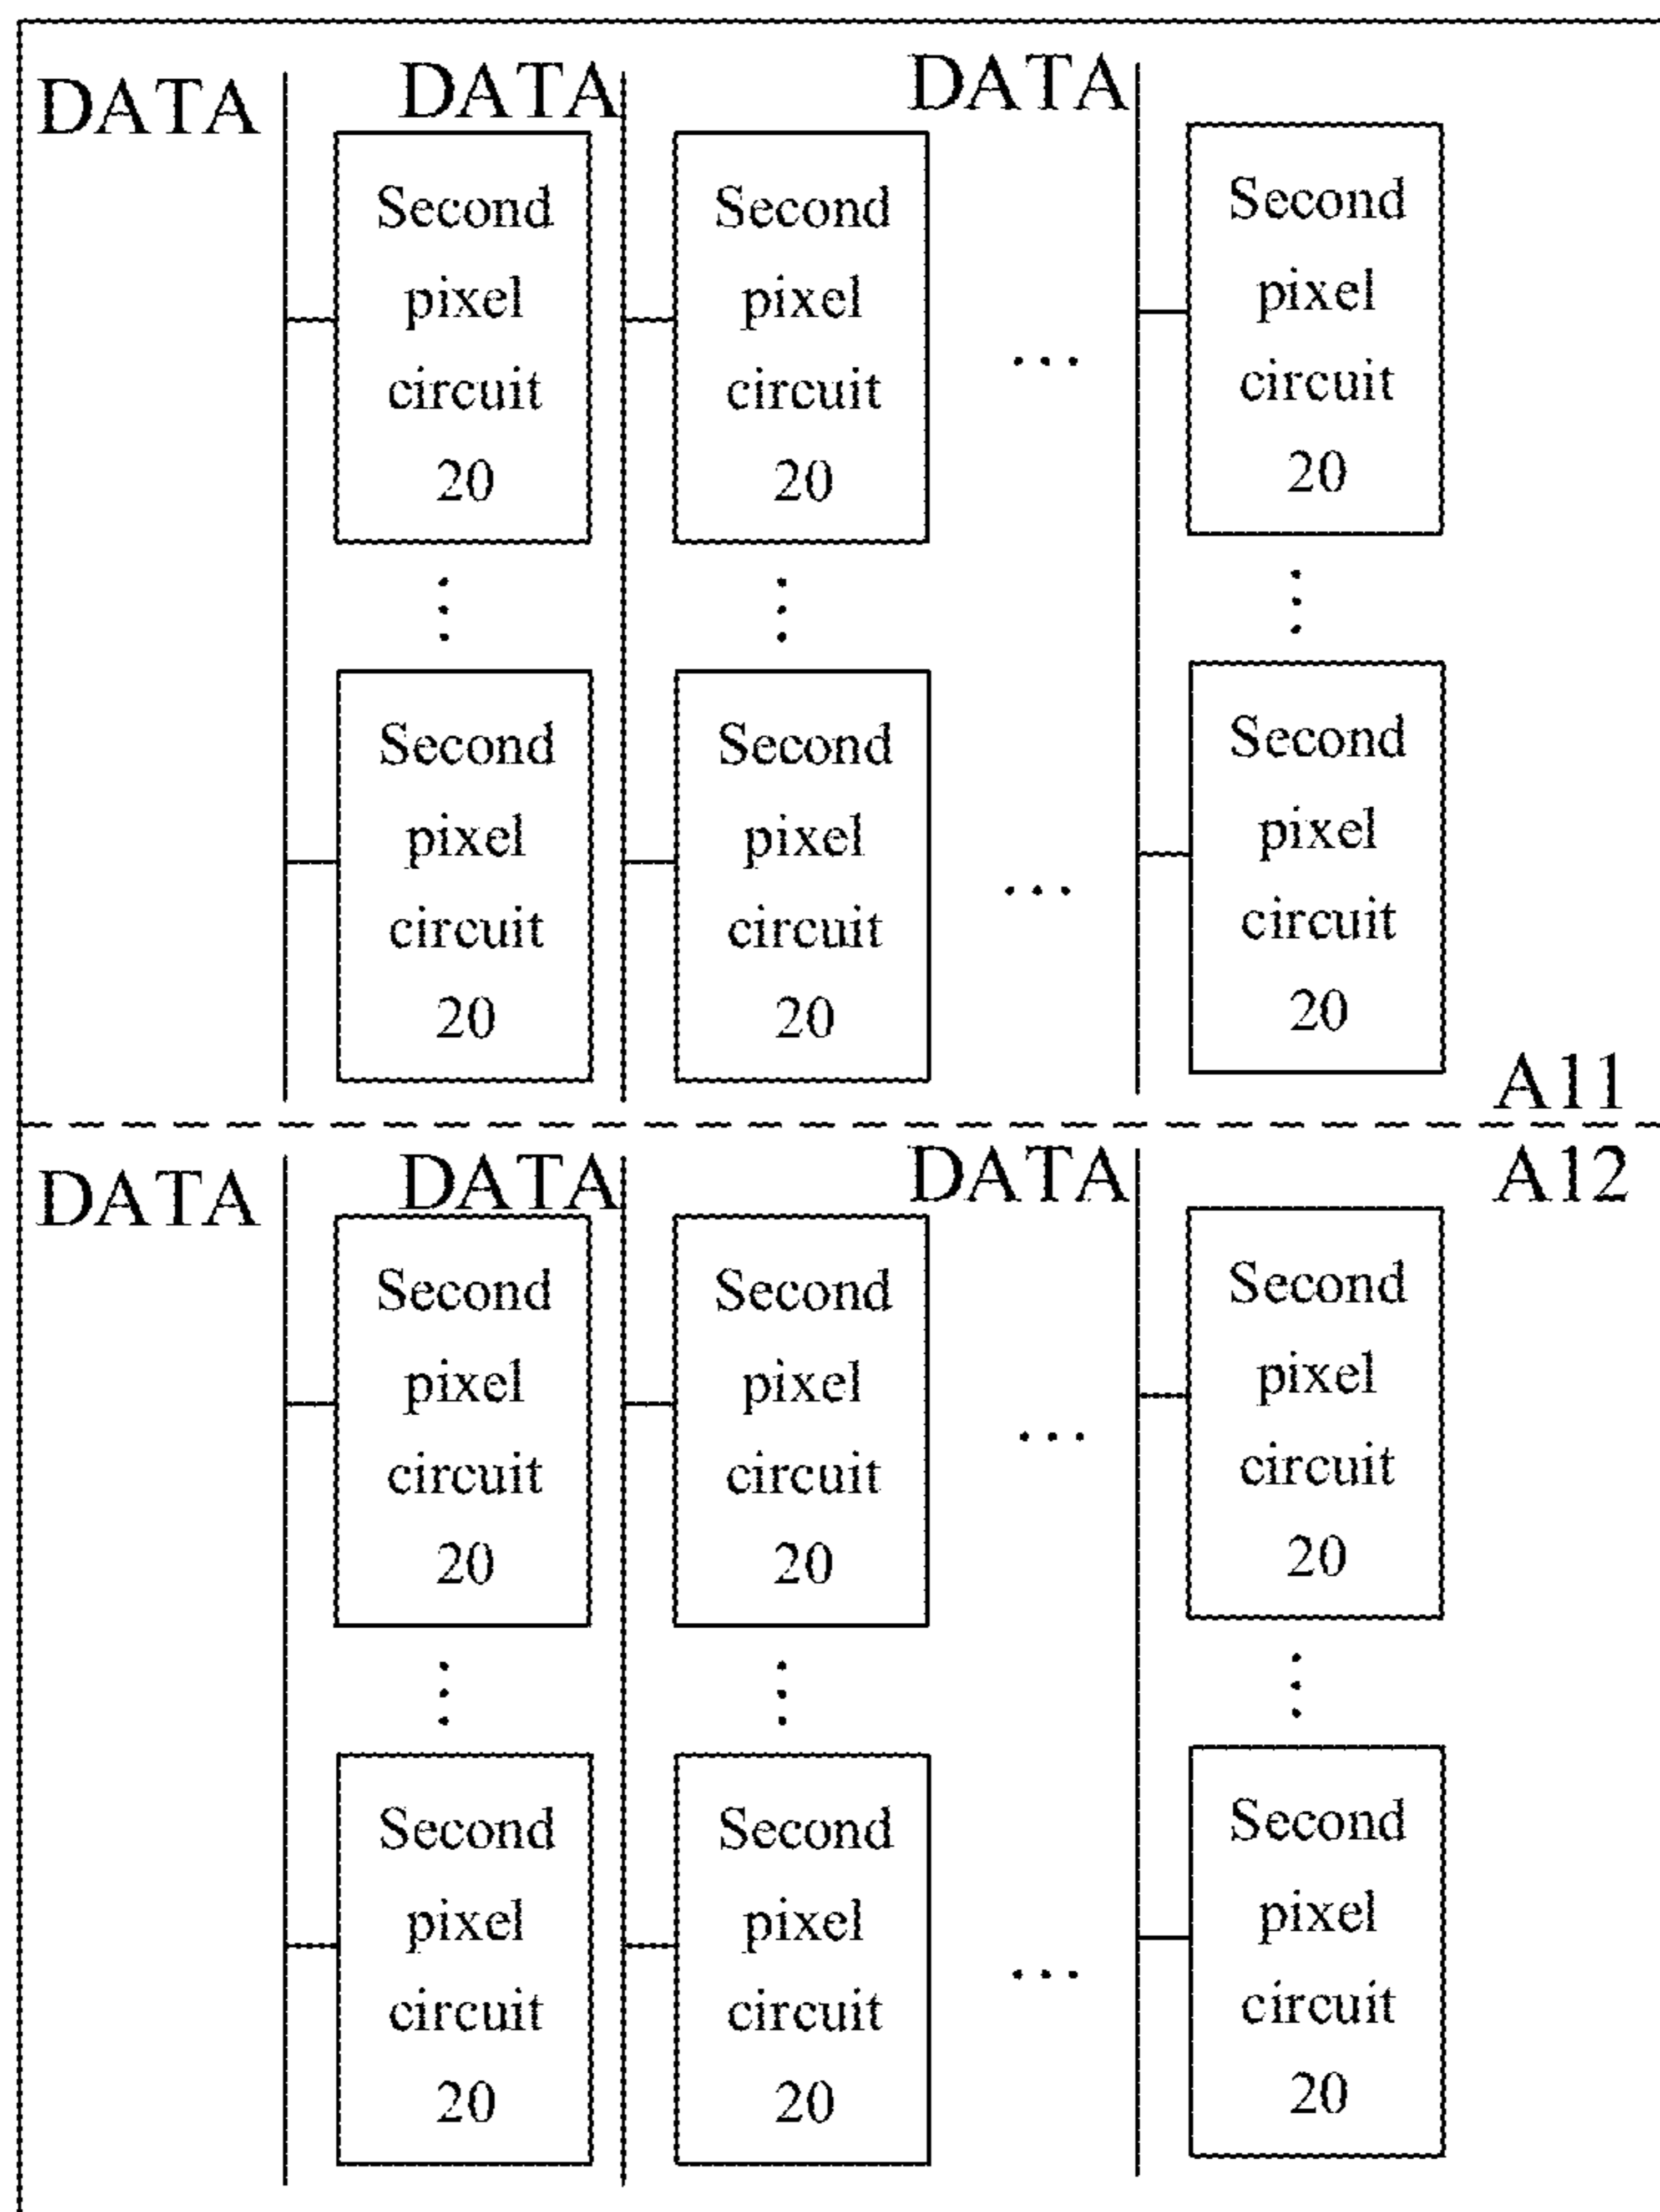 DATA DATA DATA
Second Second Second
pixel pixel pixel
circuit circuit circuit
20 20 20
Second Second Second
pixel pixel pixel
circuit circuit circuit
20 20 20
A11
DATA DATA DATA A12
Second Second Second
pixel pixel pixel
circuit circuit circuit
20 20 20
Second Second Second
pixel pixel pixel
circuit circuit circuit
20 20 20